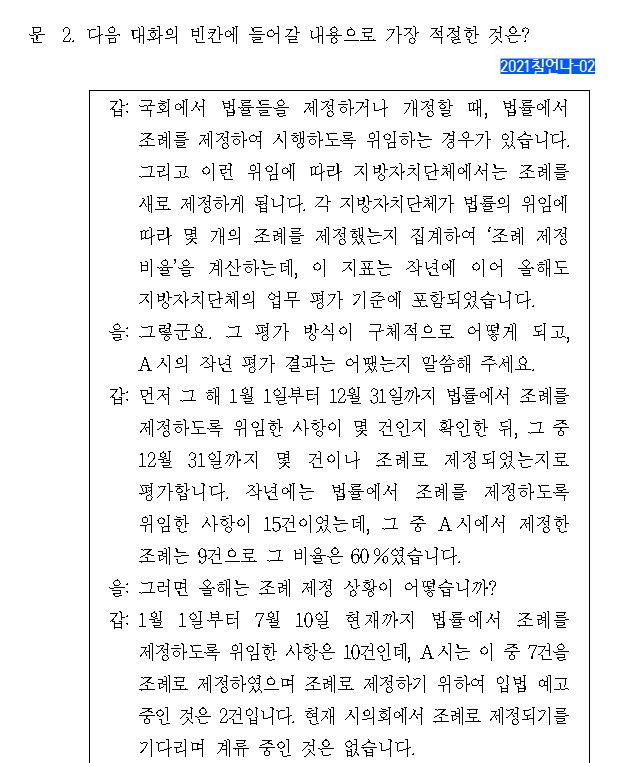 문 2. 다음 대화의 빈칸에 들어갈 내용으로 가장 적절한 것은?
2021칠언나-02
갑: 국회에서 법률들을 제정하거나 개정할 때, 법률에서
조례를 제정하여 시행하도록 위임하는 경우가 있습니다.
그리고 이런 위임에 따라 지방자치단체에서는 조례를
새로 제정하게 됩니다. 각 지방자치단체가 법률의 위임에
따라 몇 개의 조례를 제정했는지 집계하여 ‘조례 제정
비율’을 계산하는데, 이 지표는 작년에 이어 올해도
지방자치단체의 업무 평가 기준에 포함되었습니다.
을: 그렇군요. 그 평가 방식이 구체적으로 어떻게 되고,
A시의 작년 평가 결과는 어땠는지 말씀해 주세요.
갑: 먼저 그 해 1월 1일부터 12월 31일까지 법률에서 조례를
제정하도록 위임한 사항이 몇 건인지 확인한 뒤, 그 중
12월 31일까지 몇 건이나 조례로 제정되었는지로
평가합니다. 작년에는 법률에서 조례를 제정하도록
위임한 사항이 15건이었는데, 그 중 A시에서 제정한
조례는 9건으로 그 비율은 60%였습니다.
을: 그러면 올해는 조례 제정 상황이 어떻습니까?
갑: 1월 1일부터 7월 10일 현재까지 법률에서 조례를
제정하도록 위임한 사항은 10건인데, A시는 이 중 7건을
조례로 제정하였으며 조례로 제정하기 위하여 입법 예고
중인 것은 2건입니다. 현재 시의회에서 조례로 제정되기를
기다리며 계류 중인 것은 없습니다.